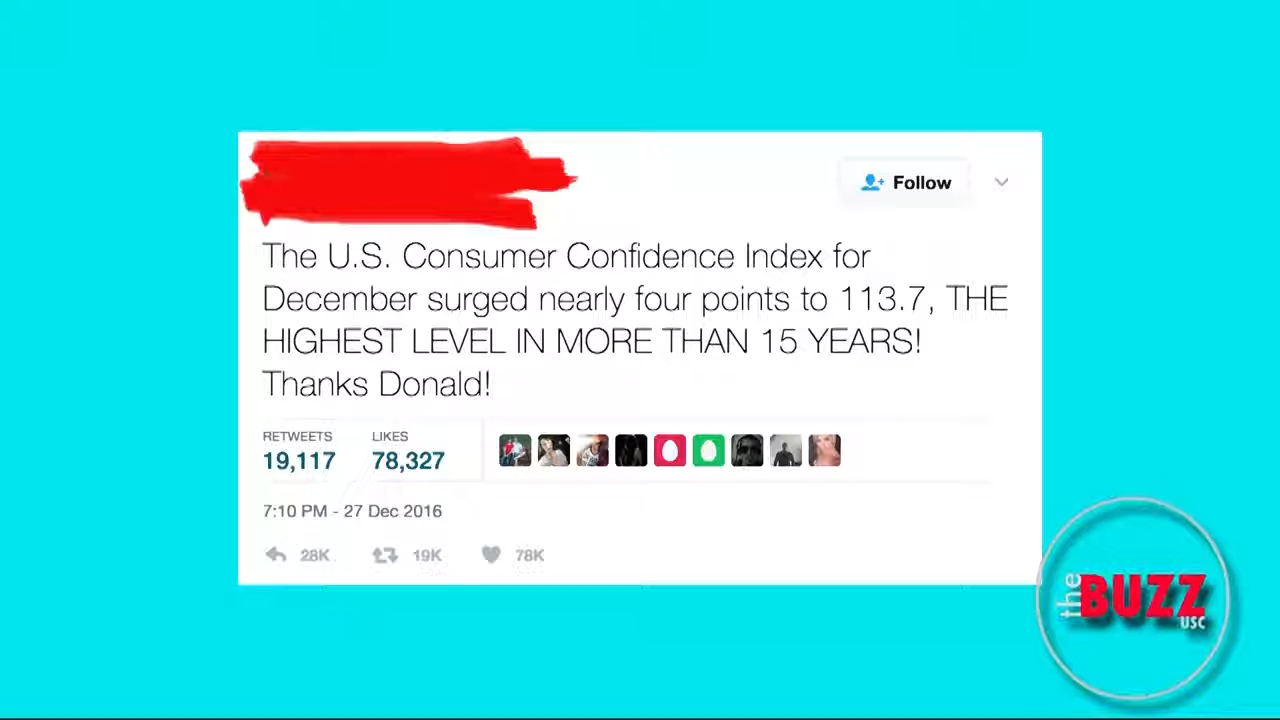 Follow
The U.S. Consumer Confidence Index for
December surged nearly four points to 113.7, THE
HIGHEST LEVEL IN MORE THAN 15 YEARS!
Thanks Donald!
RETWEETS LIKES
19,117 78,327
7:10 PM - 27 Dec 2016
28K 19K 78K
the BUZZ
USC